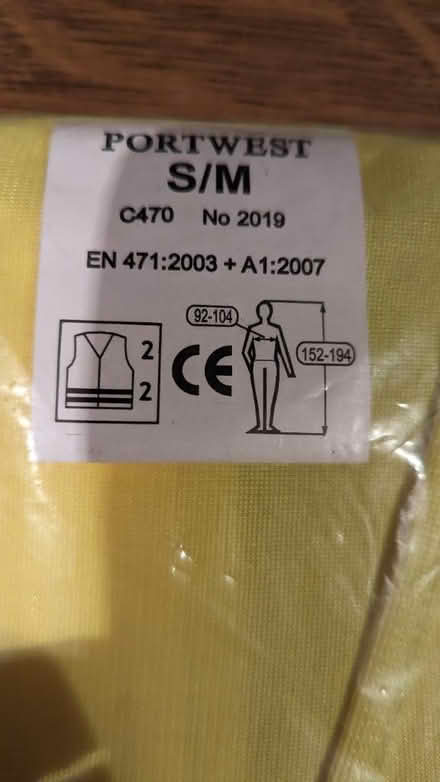 PORTWEST
S/M
C470 No 2019
EN 471:2003 + A1:2007
92-104
2
2
CE
152-194